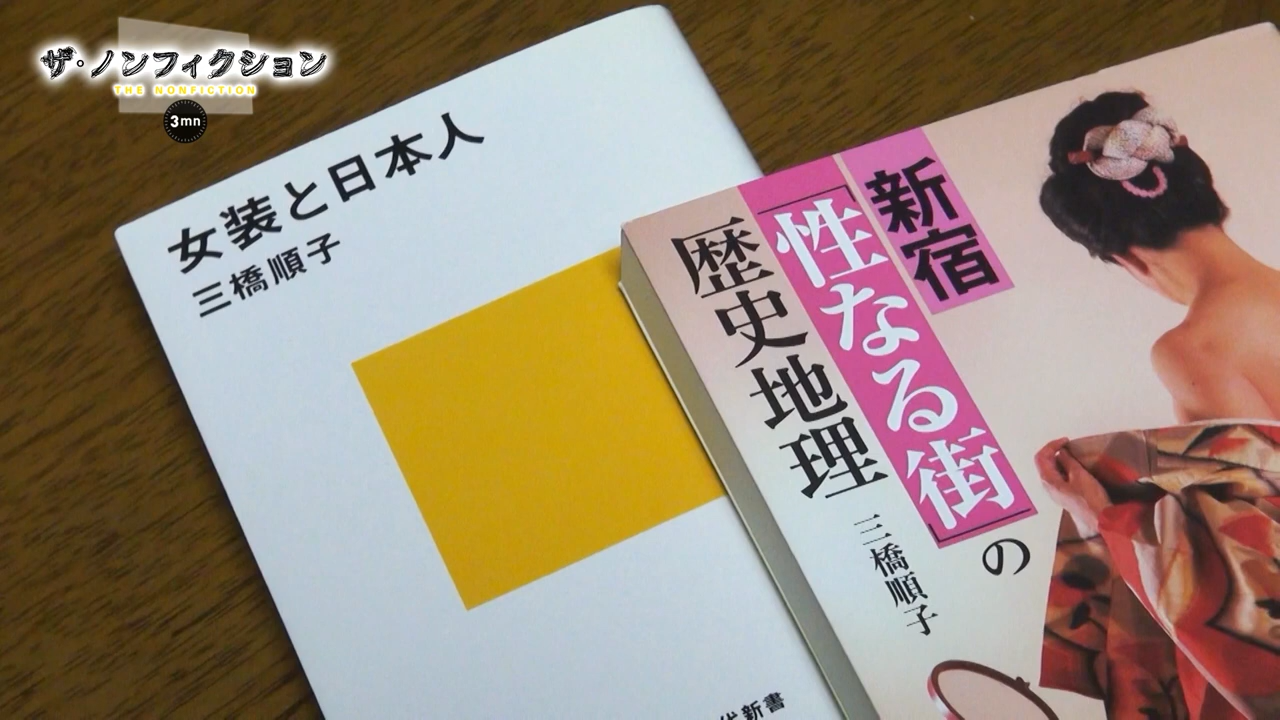 ザ・ノンフィクション
THE NONFICTION
3mn
女装と日本人
三橋順子
代新書
新宿
「性なる街」の
歴史地理
三橋順子